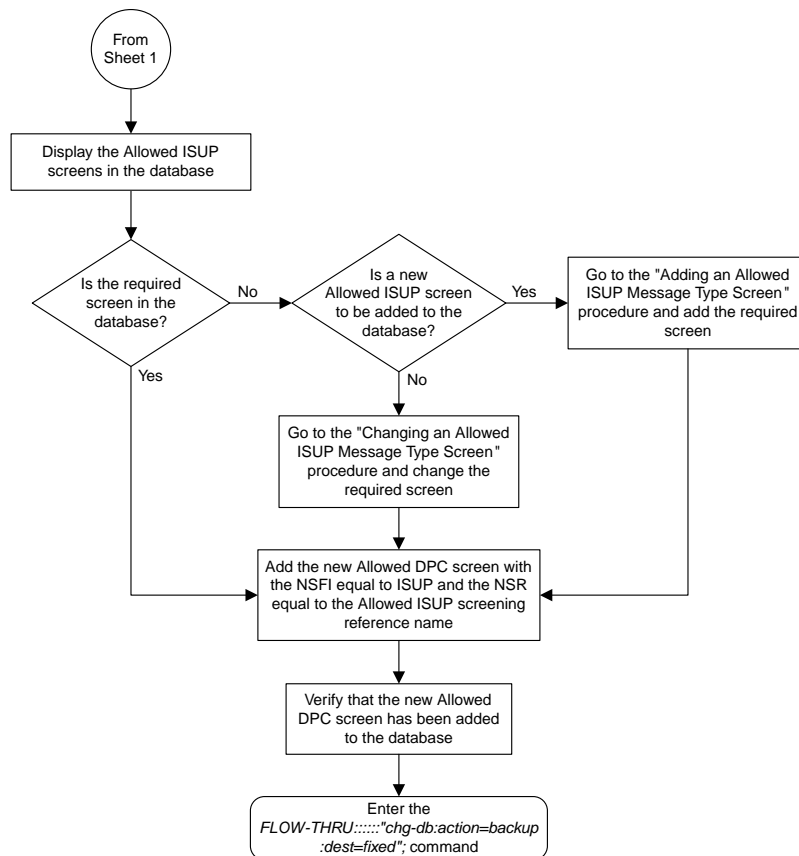 From
Sheet 1
Display the Allowed ISUP
screens in the database
Is the required
screen in the
database?
No
Yes
Is a new
Allowed ISUP screen
to be added to the
database?
Yes
No
Go to the "Adding an Allowed
ISUP Message Type Screen"
procedure and add the required
screen
Go to the "Changing an Allowed
ISUP Message Type Screen"
procedure and change the
required screen
Add the new Allowed DPC screen with
the NSFI equal to ISUP and the NSR
equal to the Allowed ISUP screening
reference name
Verify that the new Allowed
DPC screen has been added
to the database
Enter the
FLOW-THRU::::::"chg-db:action=backup
:dest=fixed"; command